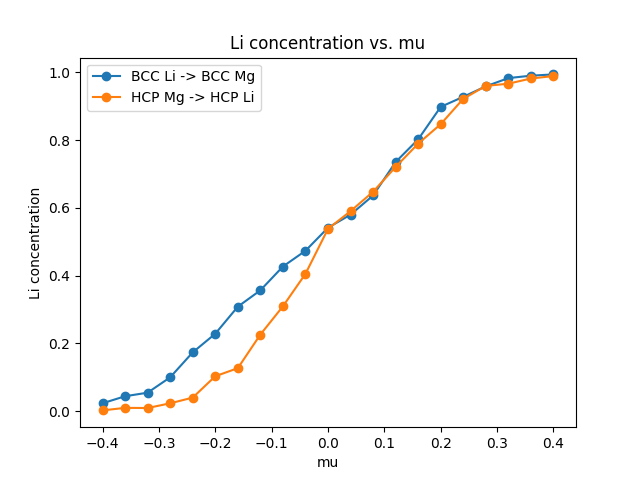 Li concentration vs. mu
BCC Li -> BCC Mg
HCP Mg -> HCP Li
Li concentration
1.0
0.8
0.6
0.4
0.2
0.0
−0.4 −0.3 −0.2 −0.1 0.0 0.1 0.2 0.3 0.4
mu